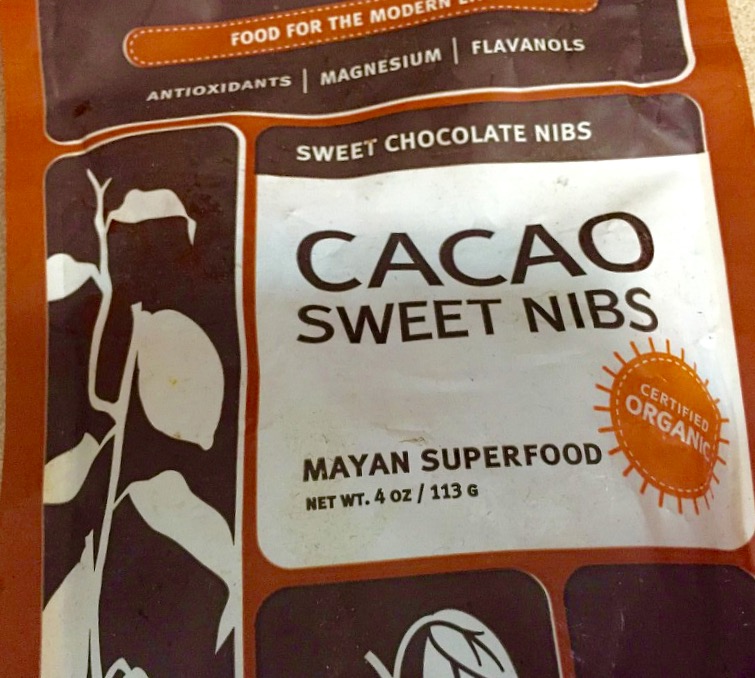 FOOD FOR THE MODERN
ANTIOXIDANTS | MAGNESIUM | FLAVANOLS
SWEET CHOCOLATE NIBS
CACAO
SWEET NIBS
CERTIFIED
ORGANIC
MAYAN SUPERFOOD
NET WT. 4 OZ / 113 G